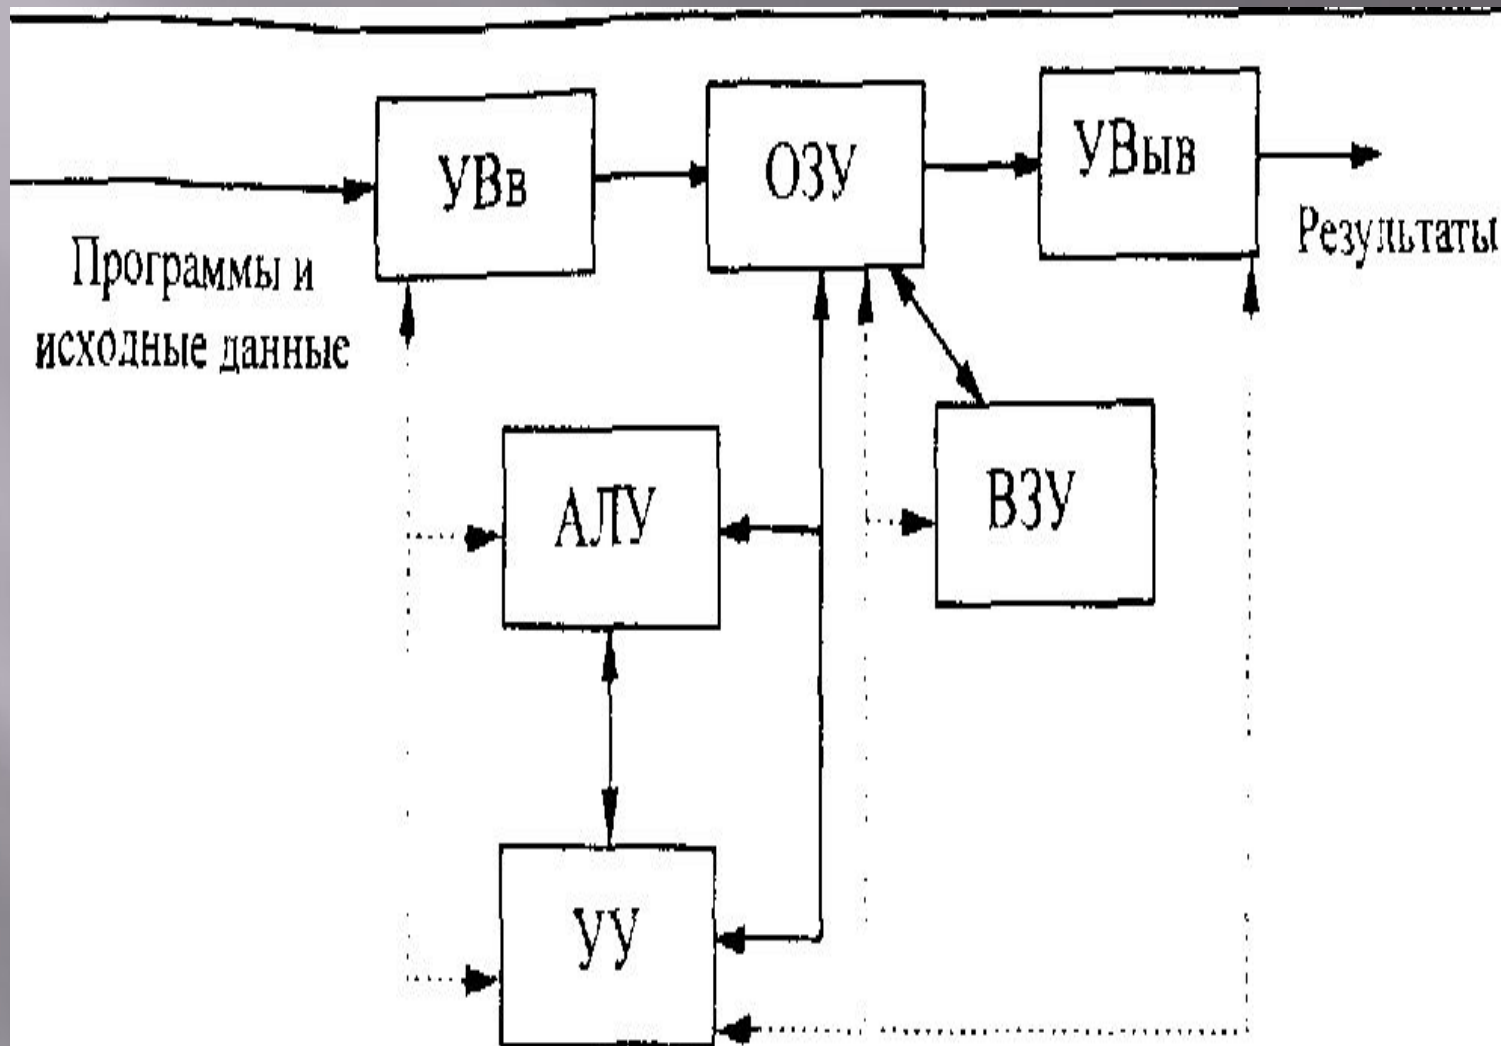 УВв
ОЗУ
УВыв
Программы и
исходные данные
Результаты
АЛУ
ВЗУ
УУ